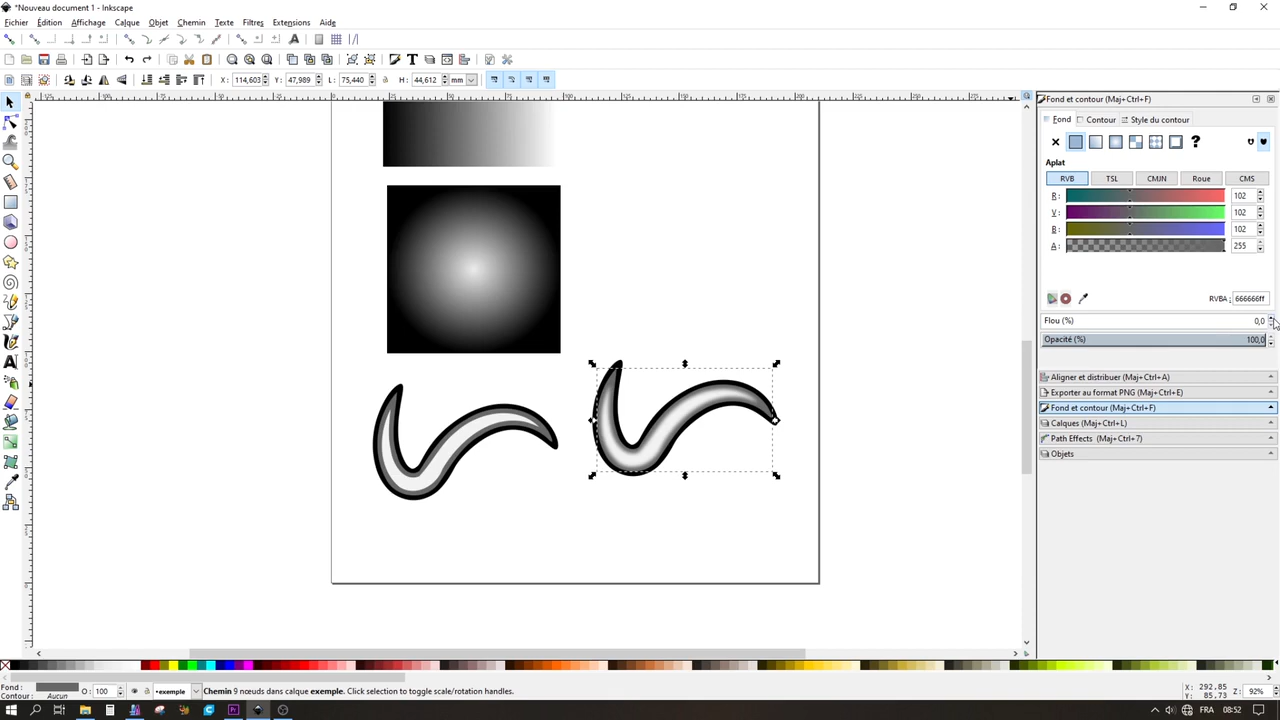 *Nouveau document 1 - Inkscape
Fichier Édition Affichage Calque Objet Chemin Texte Filtres Extensions Aide
X: 114,603 Y: 47,989 L: 75,440 H: 44,612 mm
Fond et contour (Maj+Ctrl+F)
Fond Contour Style du contour
Aplat
RVB TSL CMJN Roue CMS
R: 102
V: 102
B: 102
A: 255
RVBA : 666666ff
Flou (%) 0,0
Opacité (%) 100,0
Aligner et distribuer (Maj+Ctrl+A)
Exporter au format PNG (Maj+Ctrl+E)
Fond et contour (Maj+Ctrl+F)
Calques (Maj+Ctrl+L)
Path Effects (Maj+Ctrl+7)
Objets
Fond :
Contour : Aucun
O: 100
•exemple
Chemin 9 nœuds dans calque exemple. Click selection to toggle scale/rotation handles.
X: 292,85
Y: 85,73
Z: 92%
FRA 08:52